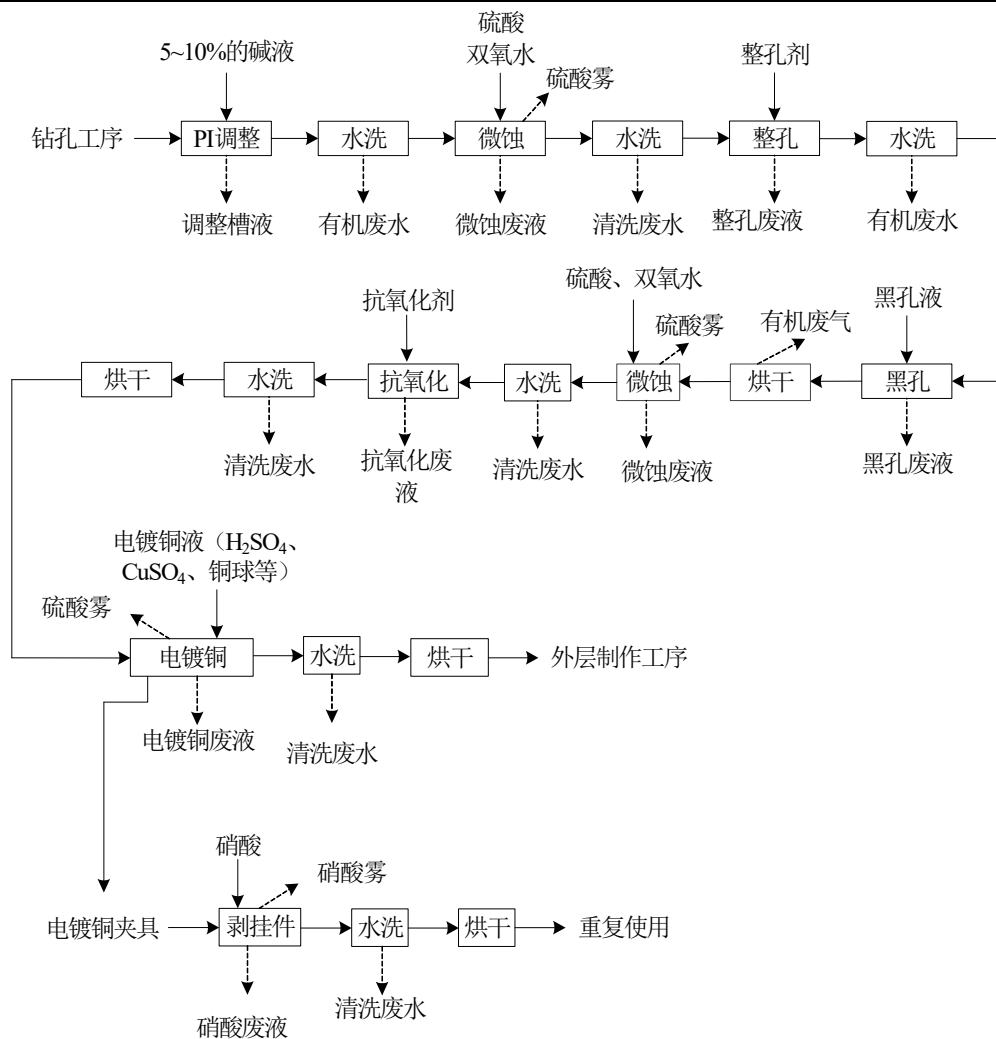 硫酸
双氧水
5~10%的碱液
整孔剂
硫酸雾
钻孔工序
PI调整
水洗
微蚀
水洗
整孔
水洗
调整槽液
有机废水
微蚀废液
清洗废水
整孔废液
有机废水
硫酸、双氧水
抗氧化剂
硫酸雾
有机废气
黑孔液
烘干
水洗
抗氧化
水洗
微蚀
烘干
黑孔
清洗废水
抗氧化废
液
清洗废水
微蚀废液
黑孔废液
电镀铜液（H₂SO₄、
CuSO₄、铜球等）
硫酸雾
电镀铜
水洗
烘干
外层制作工序
电镀铜废液
清洗废水
硝酸
硝酸雾
电镀铜夹具
剥挂件
水洗
烘干
重复使用
硝酸废液
清洗废水